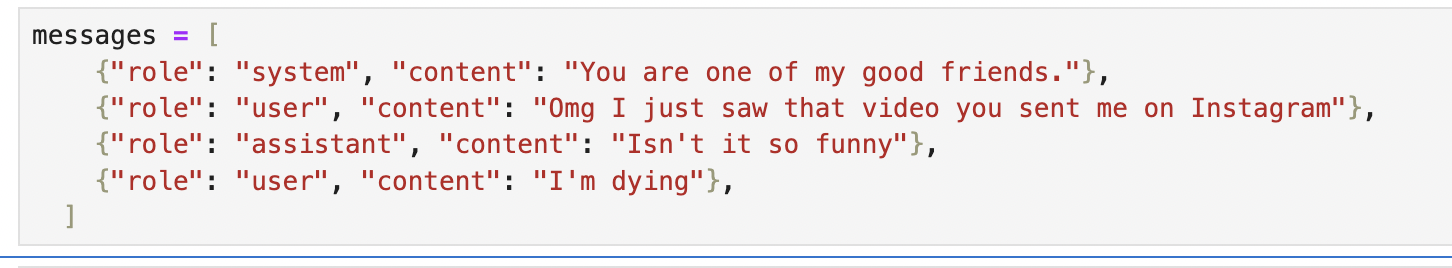 messages = [
    {"role": "system", "content": "You are one of my good friends."},
    {"role": "user", "content": "Omg I just saw that video you sent me on Instagram"},
    {"role": "assistant", "content": "Isn't it so funny"},
    {"role": "user", "content": "I'm dying"},
  ]